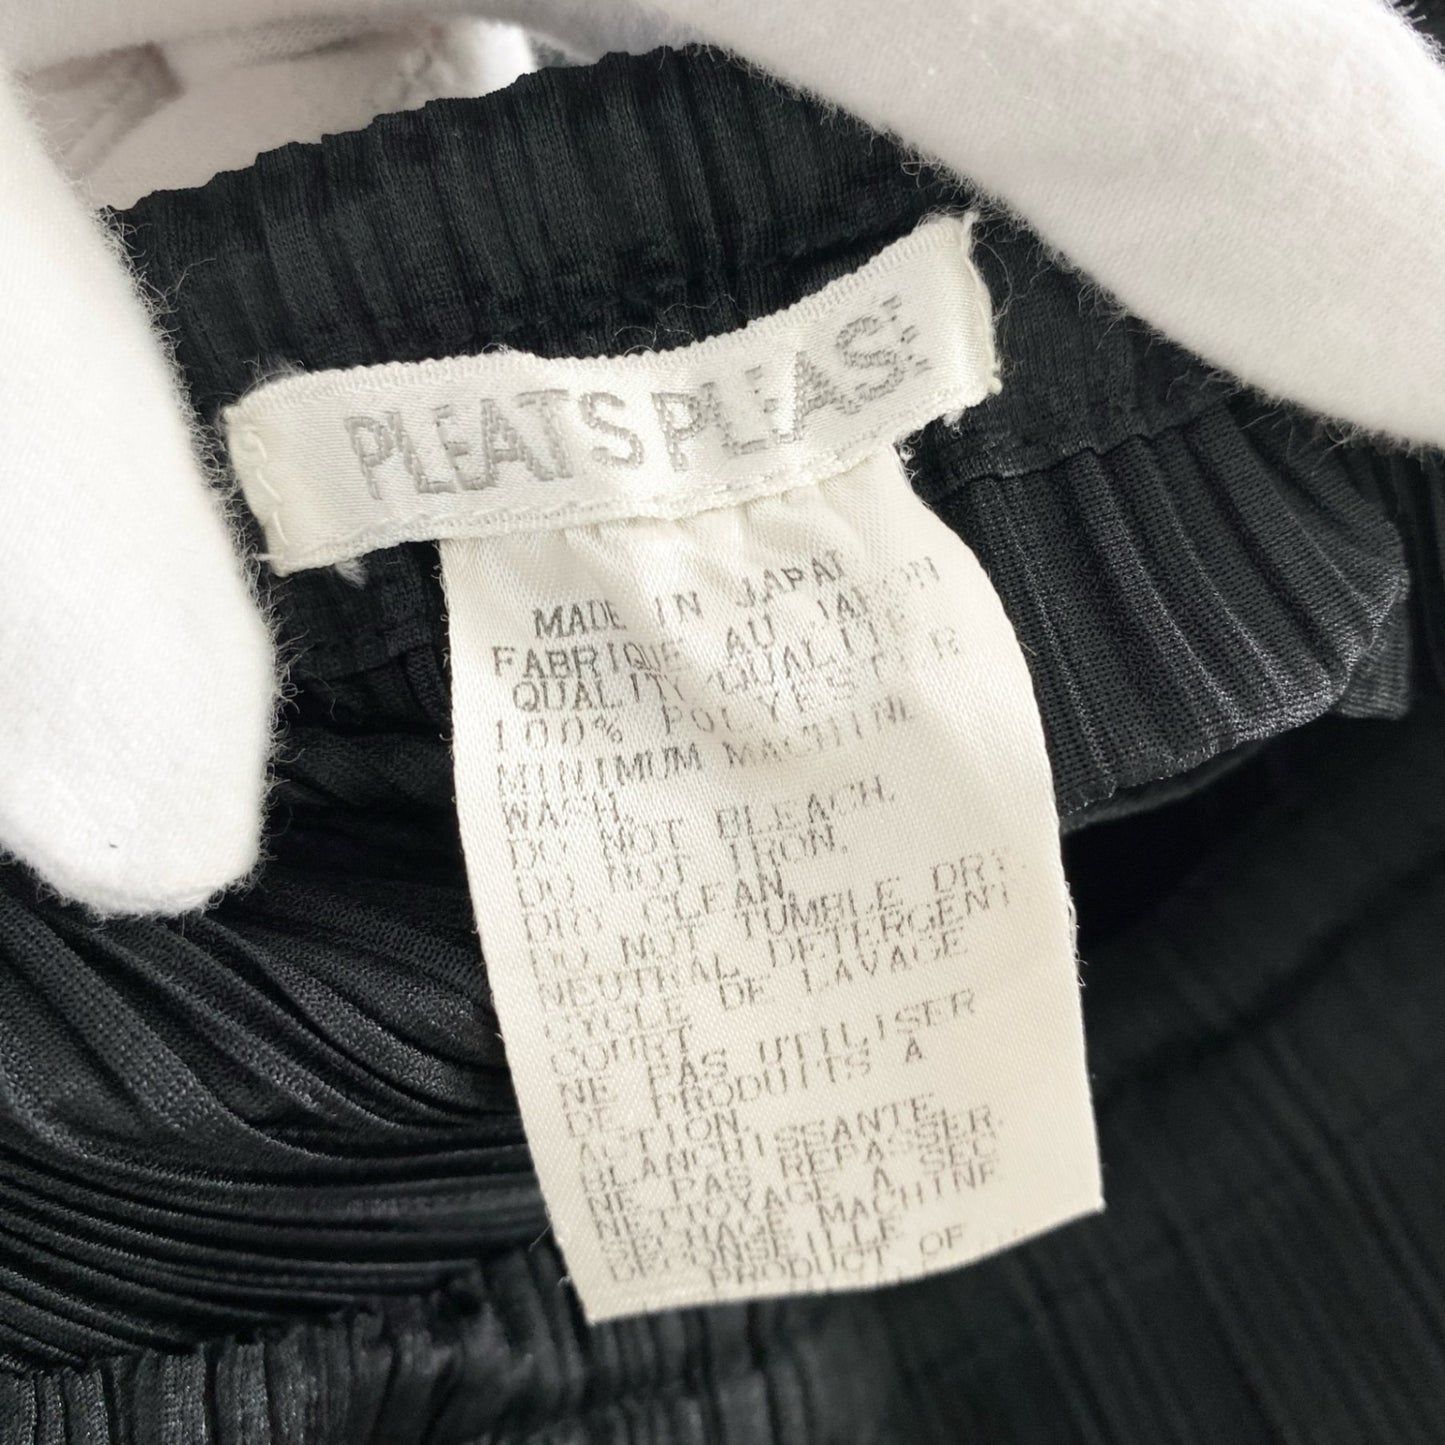 PLEATS PLEASE
MADE IN JAPAN
FABRIQUE AU JAPON
QUALITY/QUALITE
100% POLYESTER
MINIMUM MACHINE
WASH.
DO NOT BLEACH.
DO NOT IRON.
DRY CLEAN.
DO NOT TUMBLE DRY.
NEUTRAL DETERGENT
CYCLE DE LAVAGE
COURT.
NE PAS UTILISER
DE PRODUITS A
ACTION.
BLANCHISSANTE.
NE PAS REPASSER.
NETTOYAGE A SEC
SECHAGE MACHINE
DECONSEILLE
PRODUCT OF